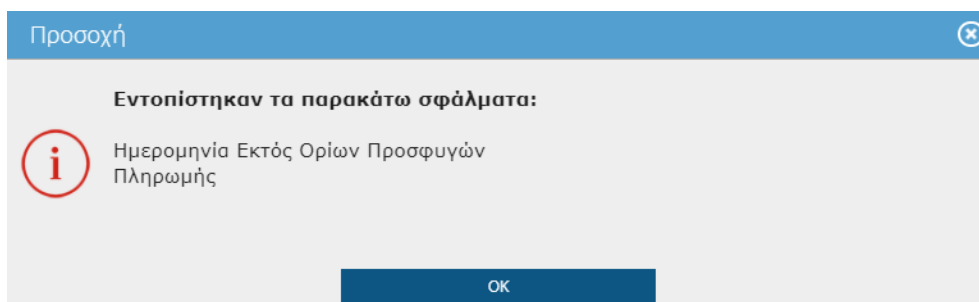 Προσοχή
Εντοπίστηκαν τα παρακάτω σφάλματα:
Ημερομηνία Εκτός Ορίων Προσφυγών
Πληρωμής
OK